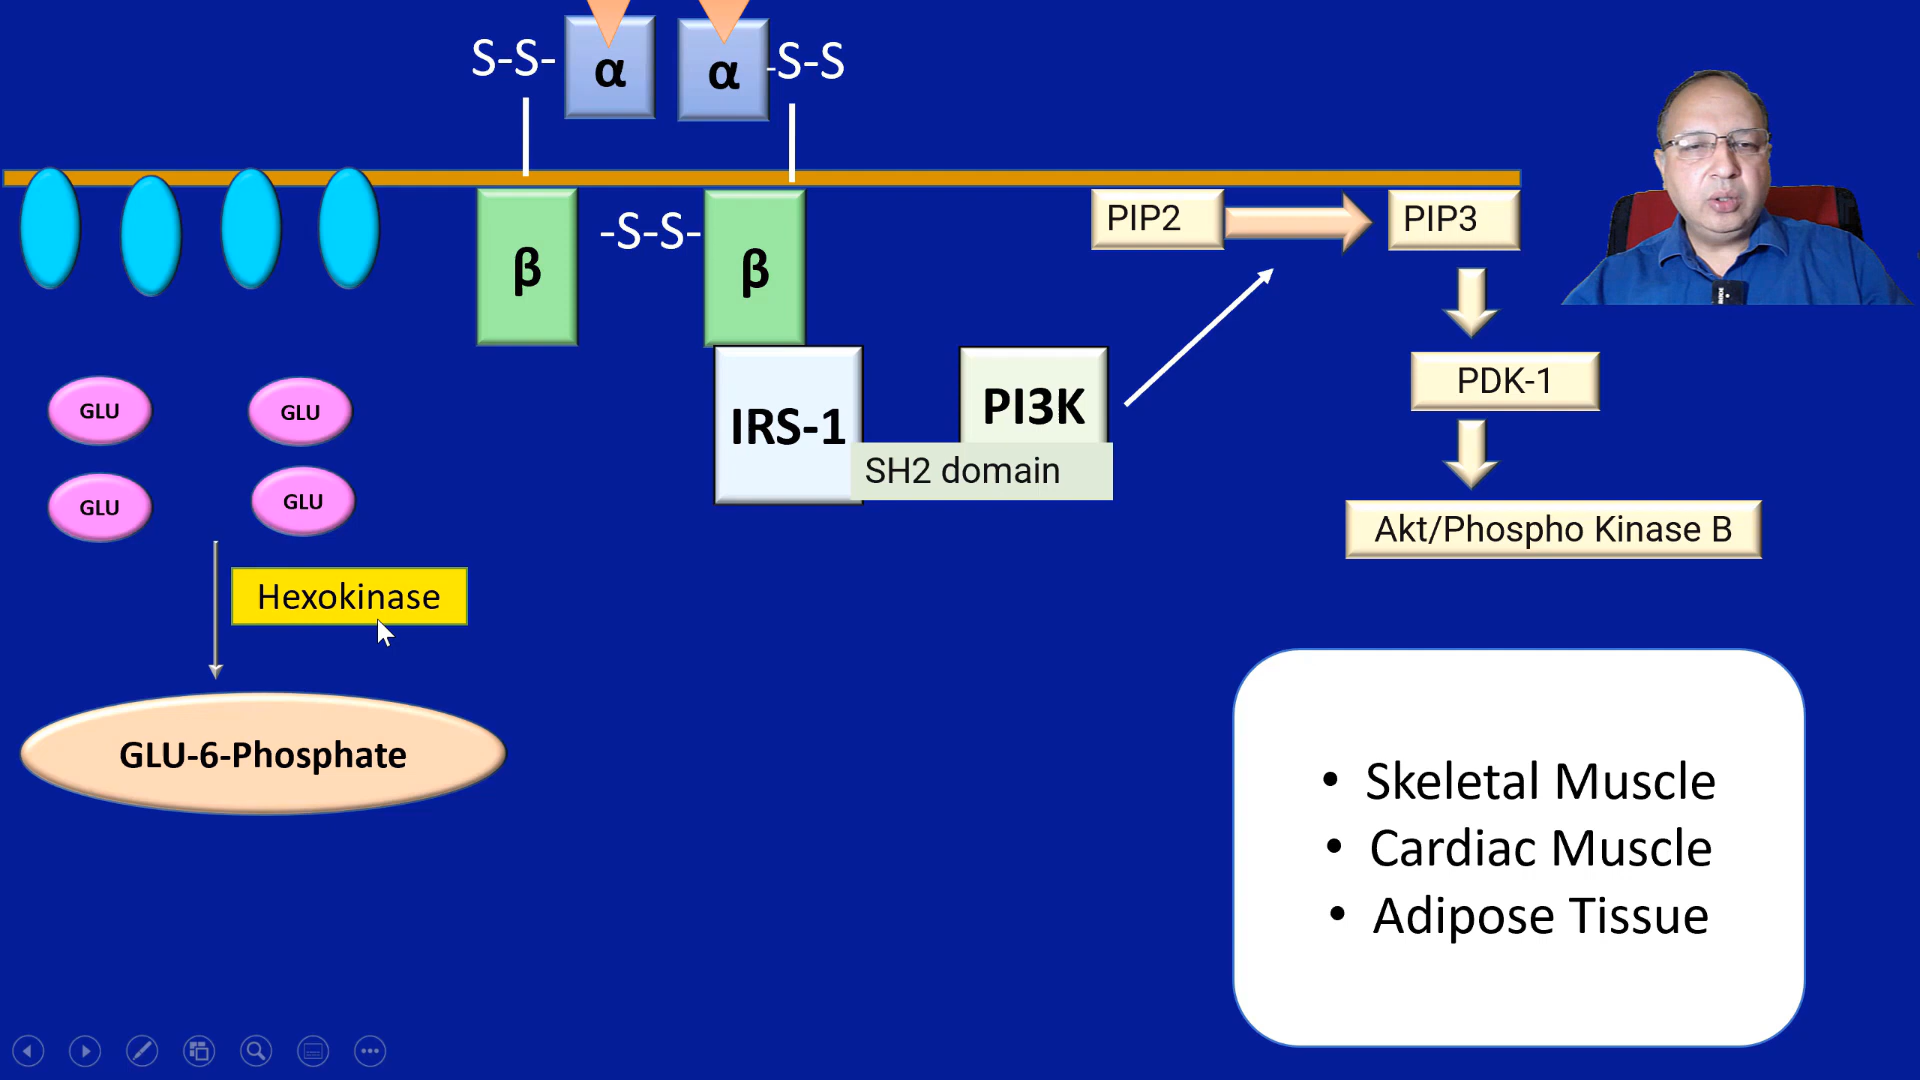 S-S-
α
α
-S-S
β
-S-S-
β
PIP2
PIP3
PDK-1
Akt/Phospho Kinase B
IRS-1
PI3K
SH2 domain
GLU
GLU
GLU
GLU
Hexokinase
GLU-6-Phosphate
• Skeletal Muscle
• Cardiac Muscle
• Adipose Tissue